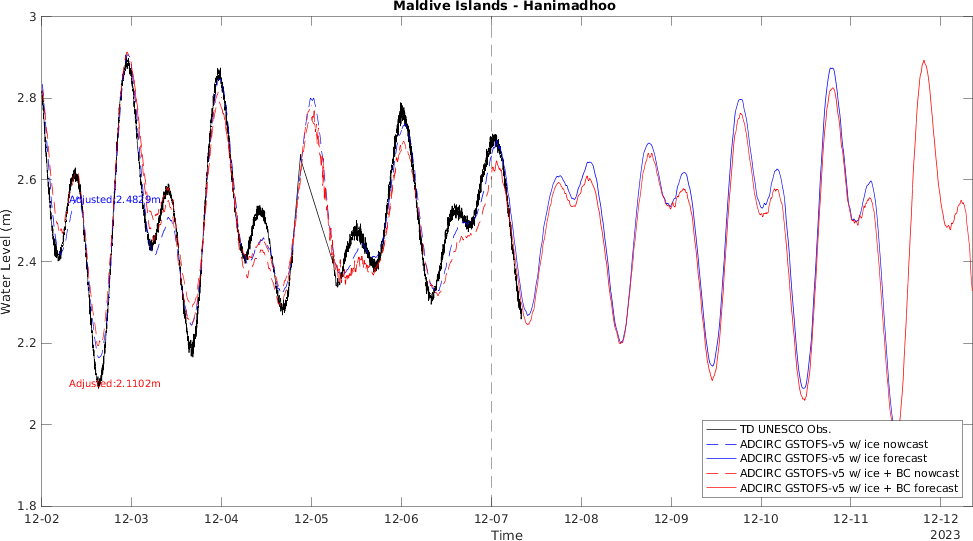 Maldive Islands - Hanimadhoo
3
2.8
2.6
2.4
2.2
2
1.8
Water Level (m)
Adjusted:2.4829m
Adjusted:2.1102m
TD UNESCO Obs.
ADCIRC GSTOFS-v5 w/ ice nowcast
ADCIRC GSTOFS-v5 w/ ice forecast
ADCIRC GSTOFS-v5 w/ ice + BC nowcast
ADCIRC GSTOFS-v5 w/ ice + BC forecast
12-02 12-03 12-04 12-05 12-06 12-07 12-08 12-09 12-10 12-11 12-12
Time
2023